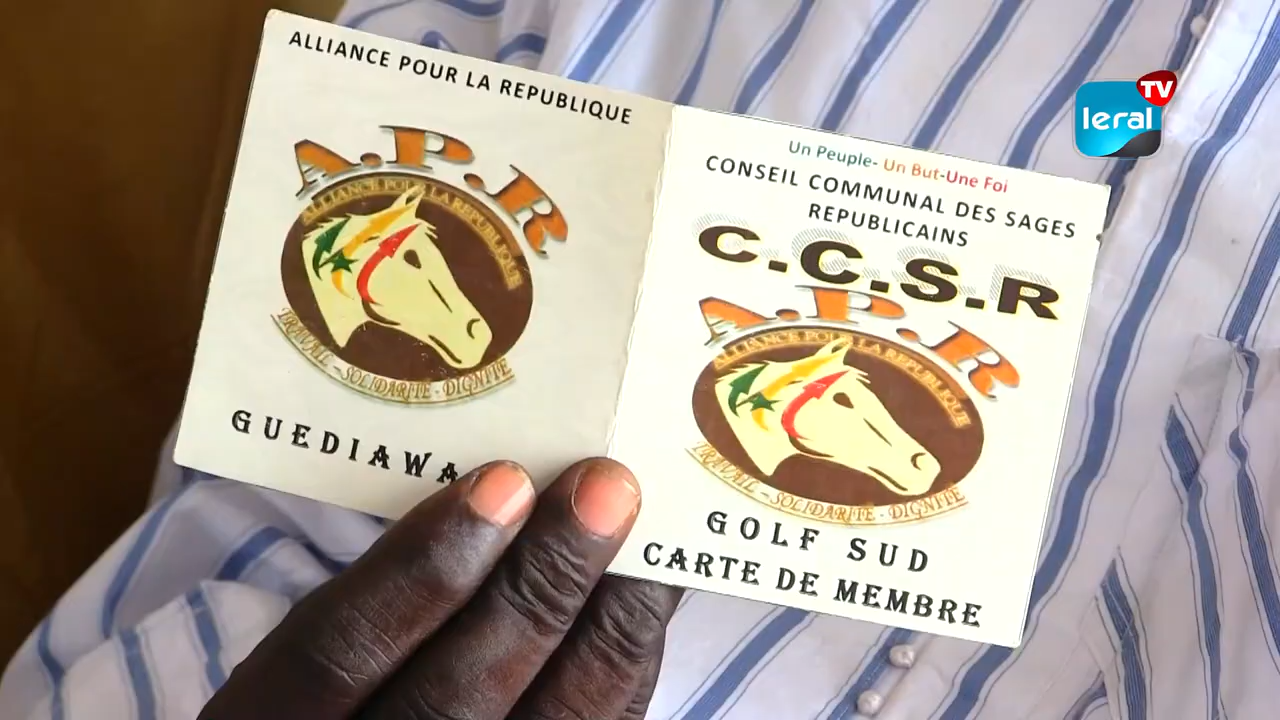 ALLIANCE POUR LA REPUBLIQUE
A.P.R
ALLIANCE POUR LA REPUBLIQUE
TRAVAIL - SOLIDARITE - DIGNITE
GUEDIAWA
Un Peuple- Un But-Une Foi
CONSEIL COMMUNAL DES SAGES
REPUBLICAINS
C.C.S.R
A.P.R
ALLIANCE POUR LA REPUBLIQUE
TRAVAIL - SOLIDARITE - DIGNITE
GOLF SUD
CARTE DE MEMBRE
leral TV